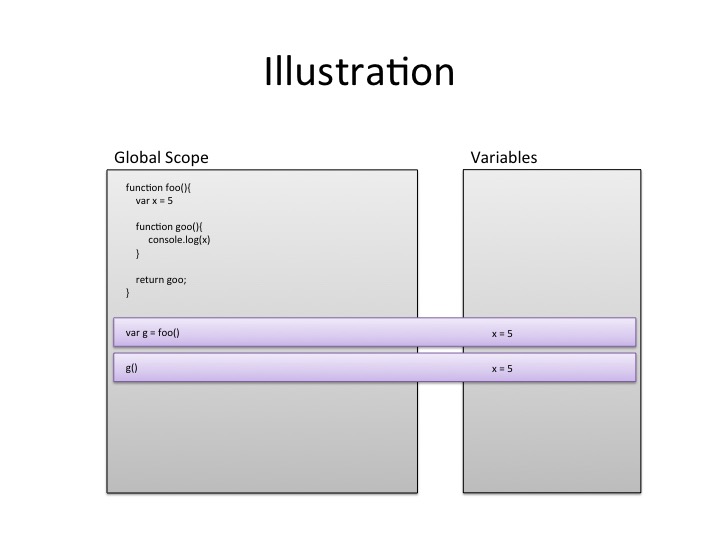 Illustration
Global Scope
Variables
function foo(){
var x = 5
function goo(){
console.log(x)
}
return goo;
}
var g = foo()
x = 5
g()
x = 5